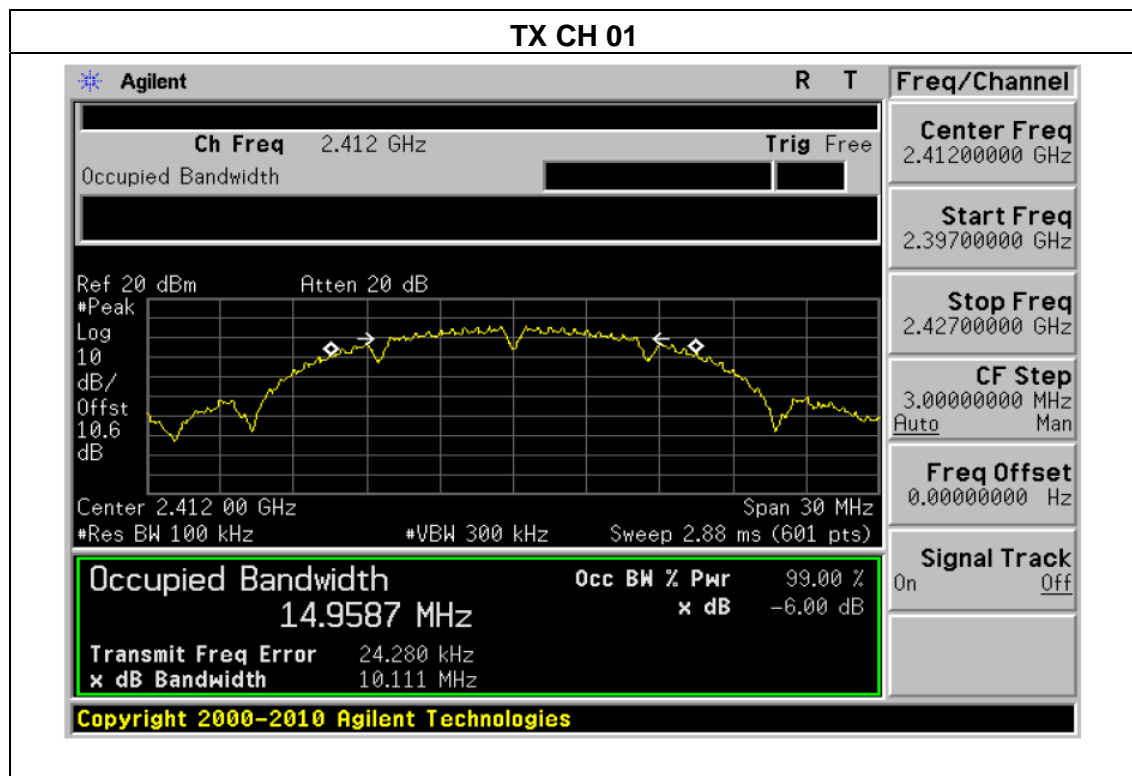 TX CH 01
Agilent R T Freq/Channel
Ch Freq 2.412 GHz Trig Free
Occupied Bandwidth
Center Freq
2.41200000 GHz
Start Freq
2.39700000 GHz
Stop Freq
2.42700000 GHz
CF Step
3.00000000 MHz
Auto Man
Freq Offset
0.00000000 Hz
Signal Track
On Off
Ref 20 dBm Atten 20 dB
#Peak
Log
10
dB/
Offst
10.6
dB
Center 2.412 00 GHz Span 30 MHz
#Res BW 100 kHz #VBW 300 kHz Sweep 2.88 ms (601 pts)
Occupied Bandwidth Occ BW % Pwr 99.00 %
14.9587 MHz x dB -6.00 dB
Transmit Freq Error 24.280 kHz
x dB Bandwidth 10.111 MHz
Copyright 2000-2010 Agilent Technologies